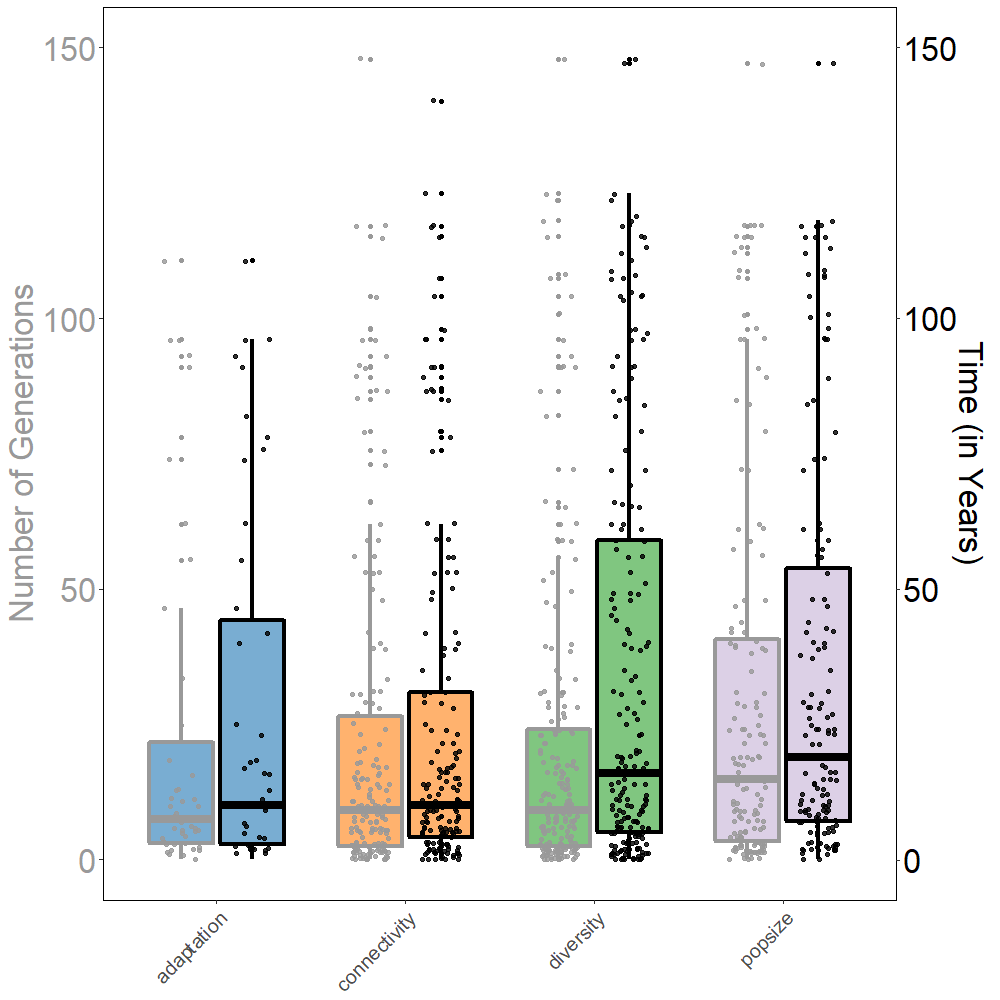 Number of Generations
150
100
50
0
150
100
50
0
Time (in Years)
adaptation
connectivity
diversity
popsize